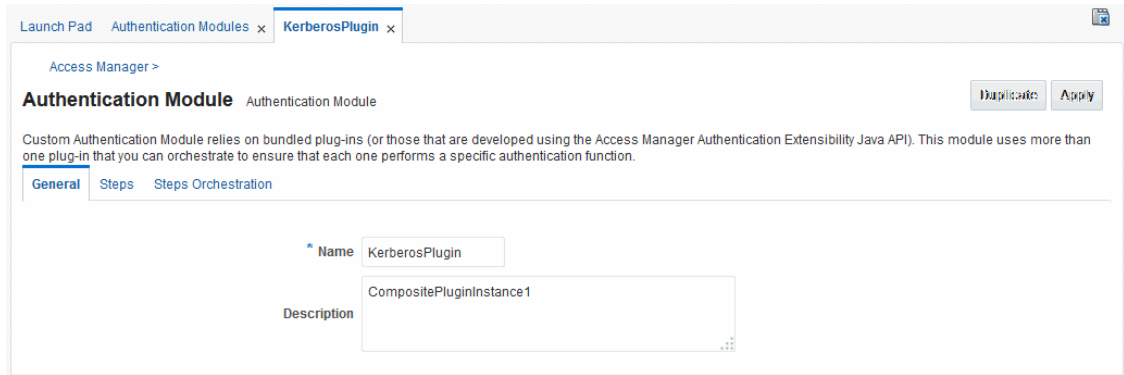 Launch Pad Authentication Modules x KerberosPlugin x
Access Manager >
Authentication Module Authentication Module
Duplicate Apply
Custom Authentication Module relies on bundled plug-ins (or those that are developed using the Access Manager Authentication Extensibility Java API). This module uses more than
one plug-in that you can orchestrate to ensure that each one performs a specific authentication function.
General Steps Steps Orchestration
* Name KerberosPlugin
Description CompositePluginInstance1